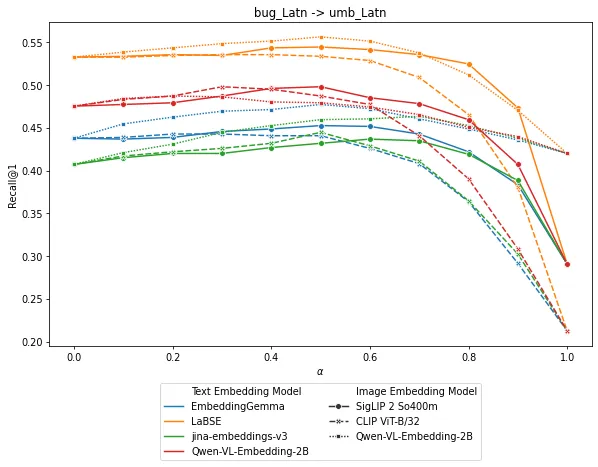 bug_Latn -> umb_Latn
Recall@1
0.55
0.50
0.45
0.40
0.35
0.30
0.25
0.20
0.0 0.2 0.4 0.6 0.8 1.0
α
Text Embedding Model Image Embedding Model
EmbeddingGemma SigLIP 2 So400m
LaBSE CLIP ViT-B/32
jina-embeddings-v3 Qwen-VL-Embedding-2B
Qwen-VL-Embedding-2B